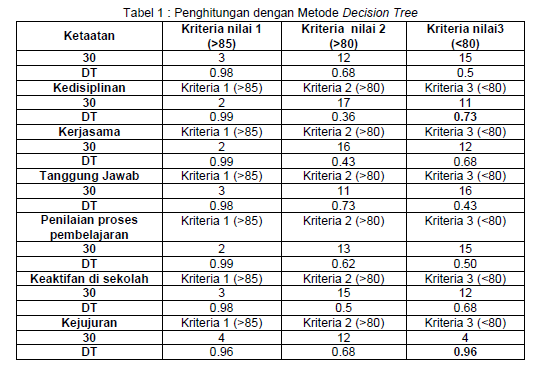 Tabel 1 : Penghitungan dengan Metode Decision Tree
Ketaatan Kriteria nilai 1 (>85) Kriteria nilai 2 (>80) Kriteria nilai3 (<80)
30 3 12 15
DT 0.98 0.68 0.5
Kedisiplinan Kriteria 1 (>85) Kriteria 2 (>80) Kriteria 3 (<80)
30 2 17 11
DT 0.99 0.36 0.73
Kerjasama Kriteria 1 (>85) Kriteria 2 (>80) Kriteria 3 (<80)
30 2 16 12
DT 0.99 0.43 0.68
Tanggung Jawab Kriteria 1 (>85) Kriteria 2 (>80) Kriteria 3 (<80)
30 3 11 16
DT 0.98 0.73 0.43
Penilaian proses pembelajaran Kriteria 1 (>85) Kriteria 2 (>80) Kriteria 3 (<80)
30 2 13 15
DT 0.99 0.62 0.50
Keaktifan di sekolah Kriteria 1 (>85) Kriteria 2 (>80) Kriteria 3 (<80)
30 3 15 12
DT 0.98 0.5 0.68
Kejujuran Kriteria 1 (>85) Kriteria 2 (>80) Kriteria 3 (<80)
30 4 12 4
DT 0.96 0.68 0.96